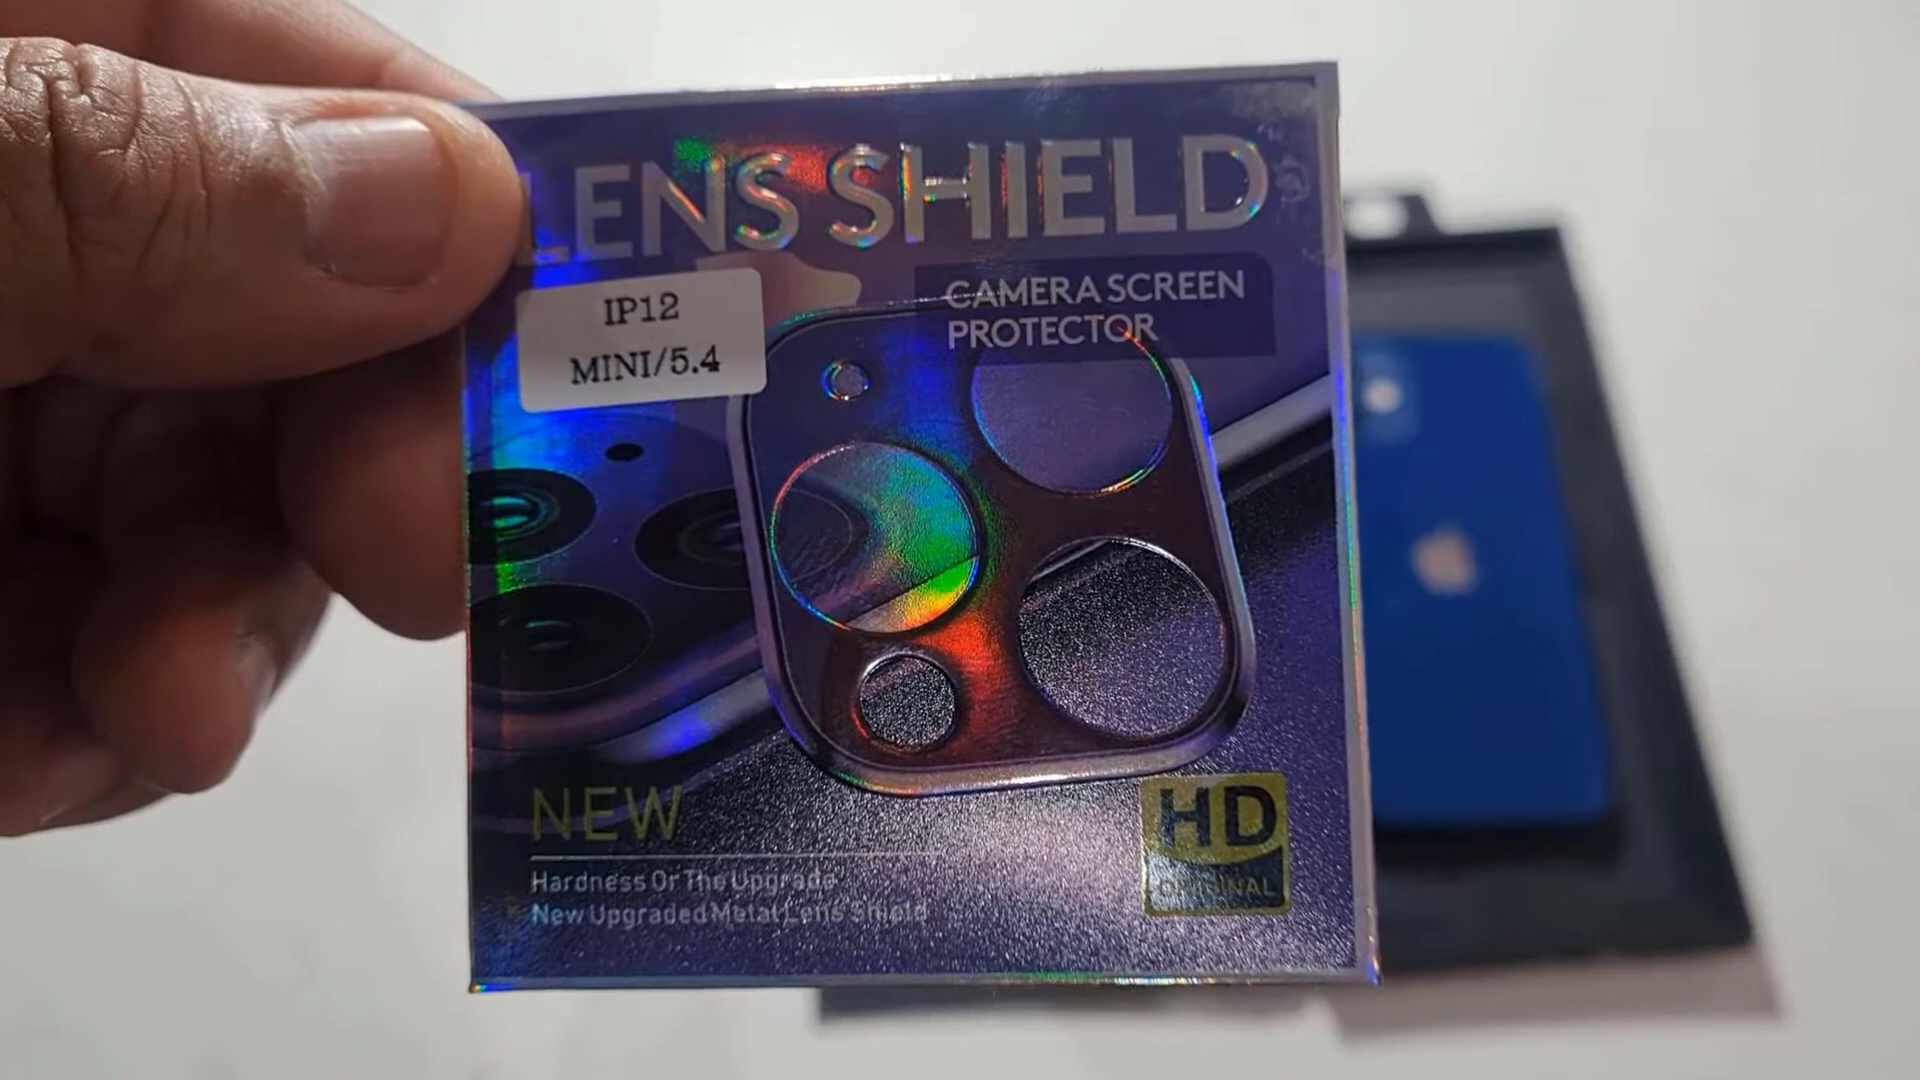 LENS SHIELD
IP12
MINI/5.4
CAMERA SCREEN
PROTECTOR
NEW
Hardness Or The Upgrade
New Upgraded Metal Lens Shield
HD
ORIGINAL